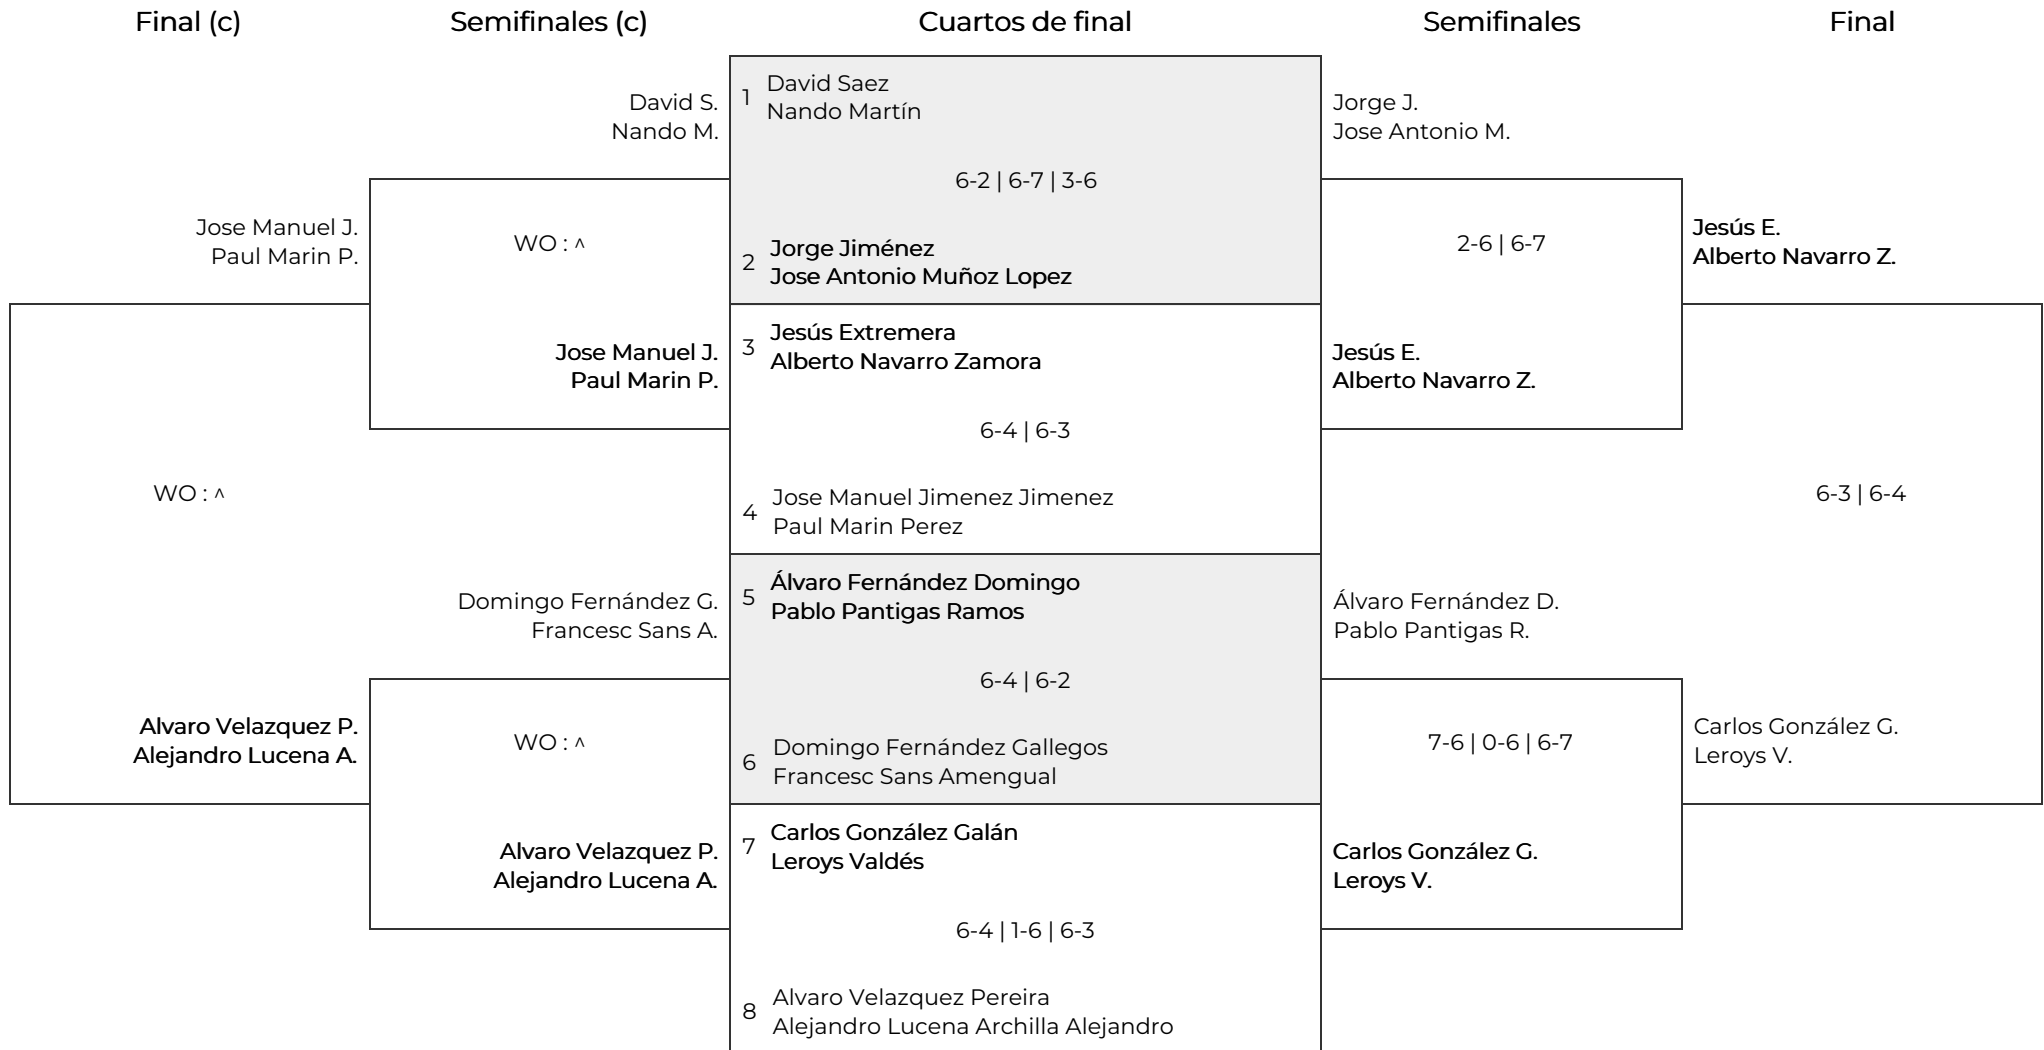 Final (c)
Semifinales (c)
Cuartos de final
Semifinales
Final
Jose Manuel J.
Paul Marin P.
WO : ^
Alvaro Velazquez P.
Alejandro Lucena A.
David S.
Nando M.
WO : ^
Jose Manuel J.
Paul Marin P.
Domingo Fernández G.
Francesc Sans A.
WO : ^
Alvaro Velazquez P.
Alejandro Lucena A.
1 David Saez
Nando Martín
6-2 | 6-7 | 3-6
2 Jorge Jiménez
Jose Antonio Muñoz Lopez
3 Jesús Extremera
Alberto Navarro Zamora
6-4 | 6-3
4 Jose Manuel Jimenez Jimenez
Paul Marin Perez
5 Álvaro Fernández Domingo
Pablo Pantigas Ramos
6-4 | 6-2
6 Domingo Fernández Gallegos
Francesc Sans Amengual
7 Carlos González Galán
Leroys Valdés
6-4 | 1-6 | 6-3
8 Alvaro Velazquez Pereira
Alejandro Lucena Archilla Alejandro
Jorge J.
Jose Antonio M.
2-6 | 6-7
Jesús E.
Alberto Navarro Z.
Álvaro Fernández D.
Pablo Pantigas R.
7-6 | 0-6 | 6-7
Carlos González G.
Leroys V.
Jesús E.
Alberto Navarro Z.
6-3 | 6-4
Carlos González G.
Leroys V.